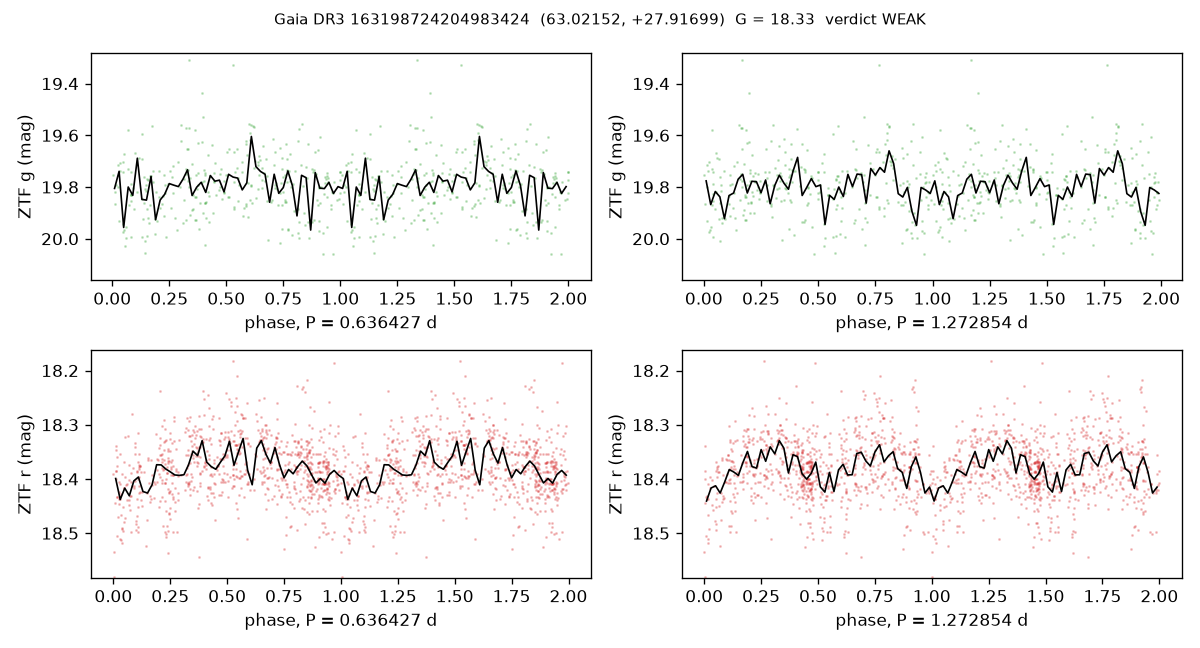 Gaia DR3 163198724204983424  (63.02152, +27.91699)  G = 18.33  verdict WEAK
ZTF g (mag)
19.4
19.6
19.8
20.0
0.00 0.25 0.50 0.75 1.00 1.25 1.50 1.75 2.00
phase, P = 0.636427 d
ZTF g (mag)
19.4
19.6
19.8
20.0
0.00 0.25 0.50 0.75 1.00 1.25 1.50 1.75 2.00
phase, P = 1.272854 d
ZTF r (mag)
18.2
18.3
18.4
18.5
0.00 0.25 0.50 0.75 1.00 1.25 1.50 1.75 2.00
phase, P = 0.636427 d
ZTF r (mag)
18.2
18.3
18.4
18.5
0.00 0.25 0.50 0.75 1.00 1.25 1.50 1.75 2.00
phase, P = 1.272854 d